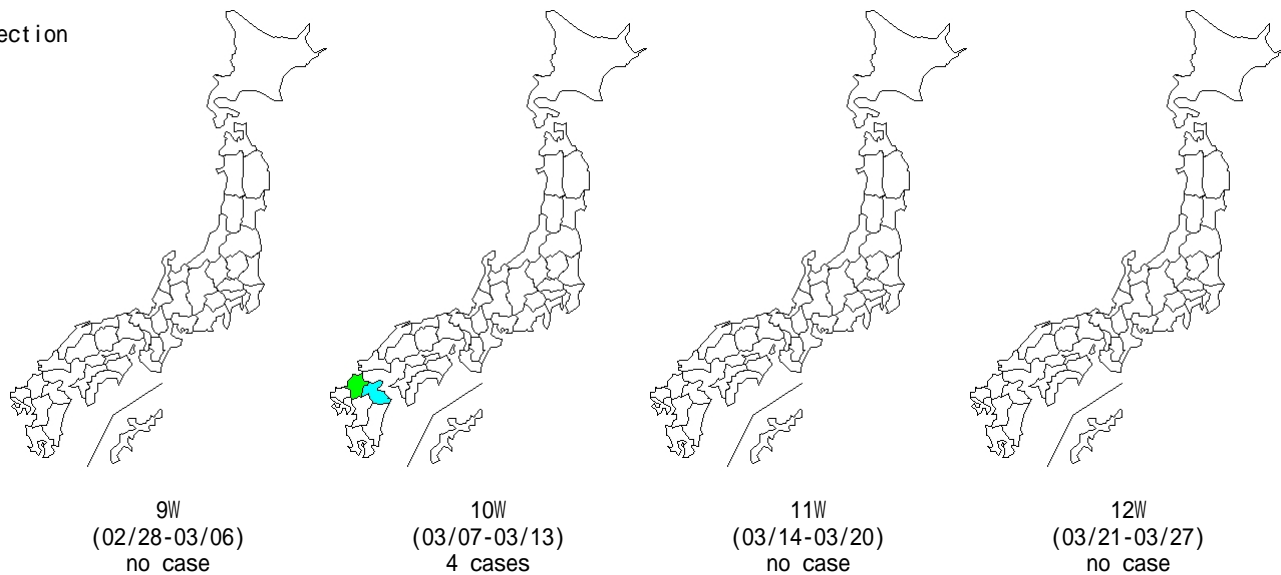 ection
9W
(02/28-03/06)
no case
10W
(03/07-03/13)
4 cases
11W
(03/14-03/20)
no case
12W
(03/21-03/27)
no case